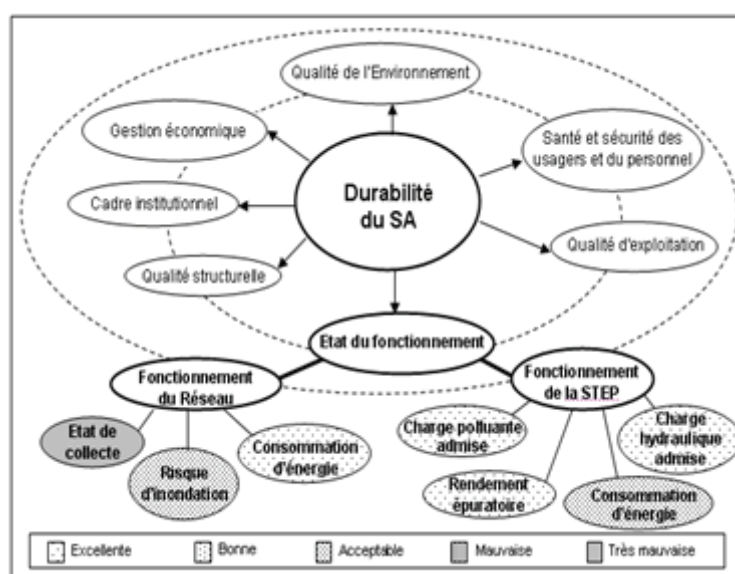 Qualité de l'Environnement
Gestion économique
Santé et sécurité des
usagers et du personnel
Durabilité
du SA
Cadre institutionnel
Qualité d'exploitation
Qualité structurelle
Etat du fonctionnement
Fonctionnement
du Réseau
Fonctionnement
de la STEP
Etat de
collecte
Risque
d'inondation
Consommation
d'énergie
Charge polluante
admise
Rendement
épuratoire
Consommation
d'énergie
Charge
hydraulique
admise
Excellente
Bonne
Acceptable
Mauvaise
Très mauvaise